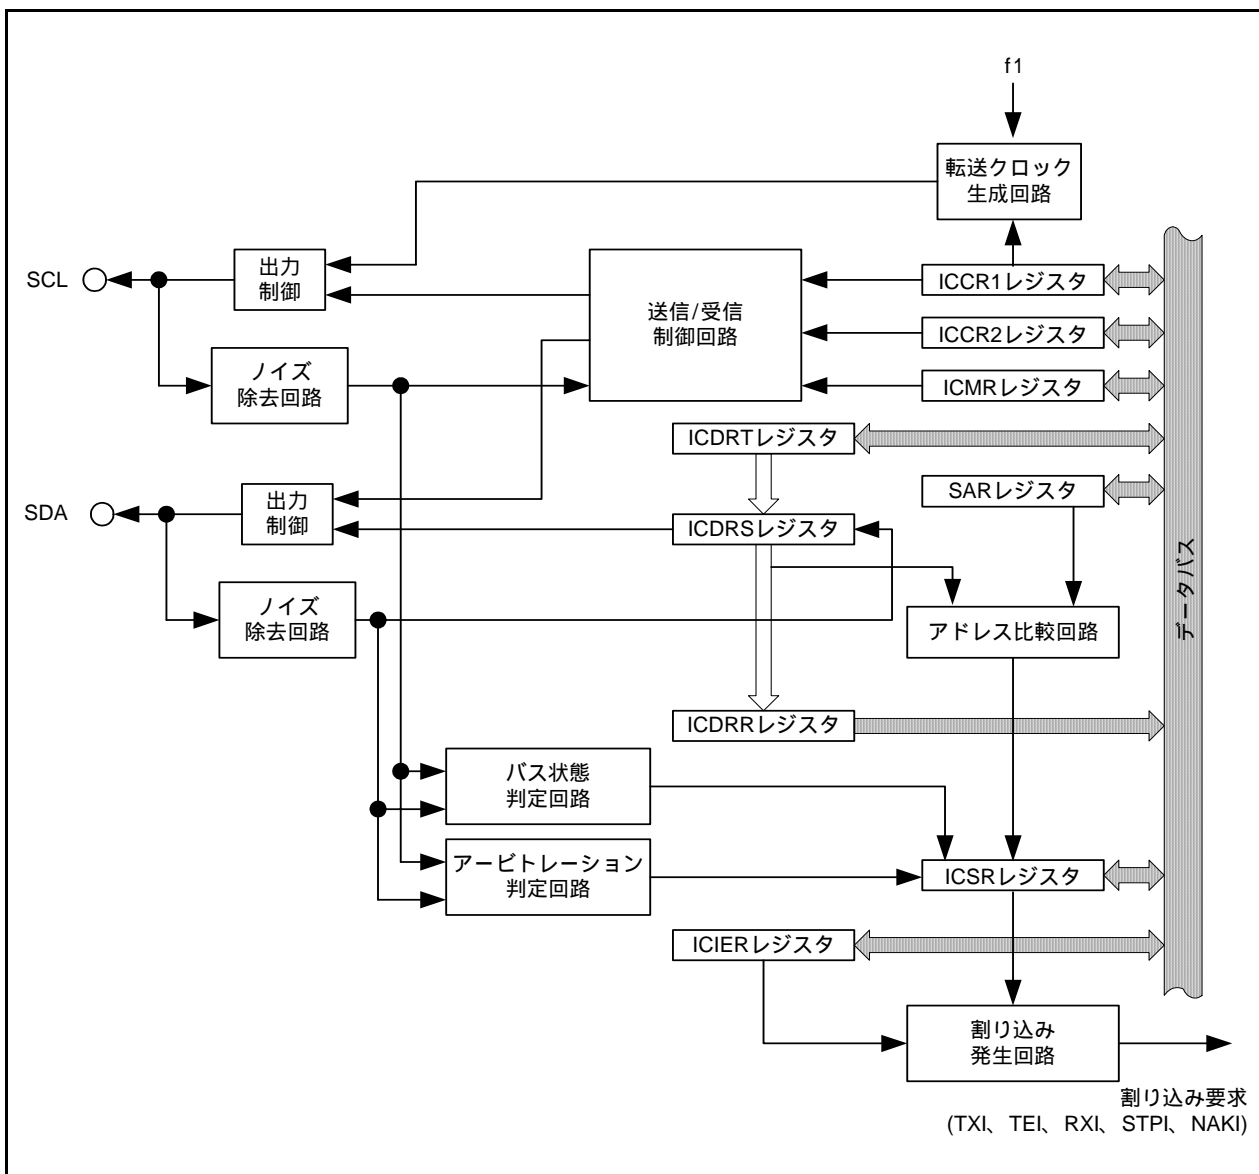 f1
転送クロック
生成回路
SCL
出力
制御
送信/受信
制御回路
ICCR1レジスタ
ICCR2レジスタ
ICMRレジスタ
ノイズ
除去回路
ICDRTレジスタ
SARレジスタ
SDA
出力
制御
ICDRSレジスタ
データバス
ノイズ
除去回路
アドレス比較回路
ICDRRレジスタ
バス状態
判定回路
アービトレーション
判定回路
ICSRレジスタ
ICIERレジスタ
割り込み
発生回路
割り込み要求
(TXI、TEI、RXI、STPI、NAKI)